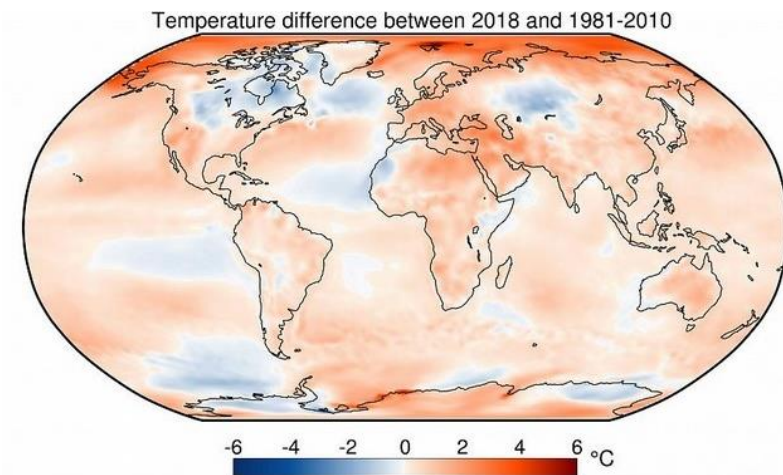 Temperature difference between 2018 and 1981-2010
-6 -4 -2 0 2 4 6 °C